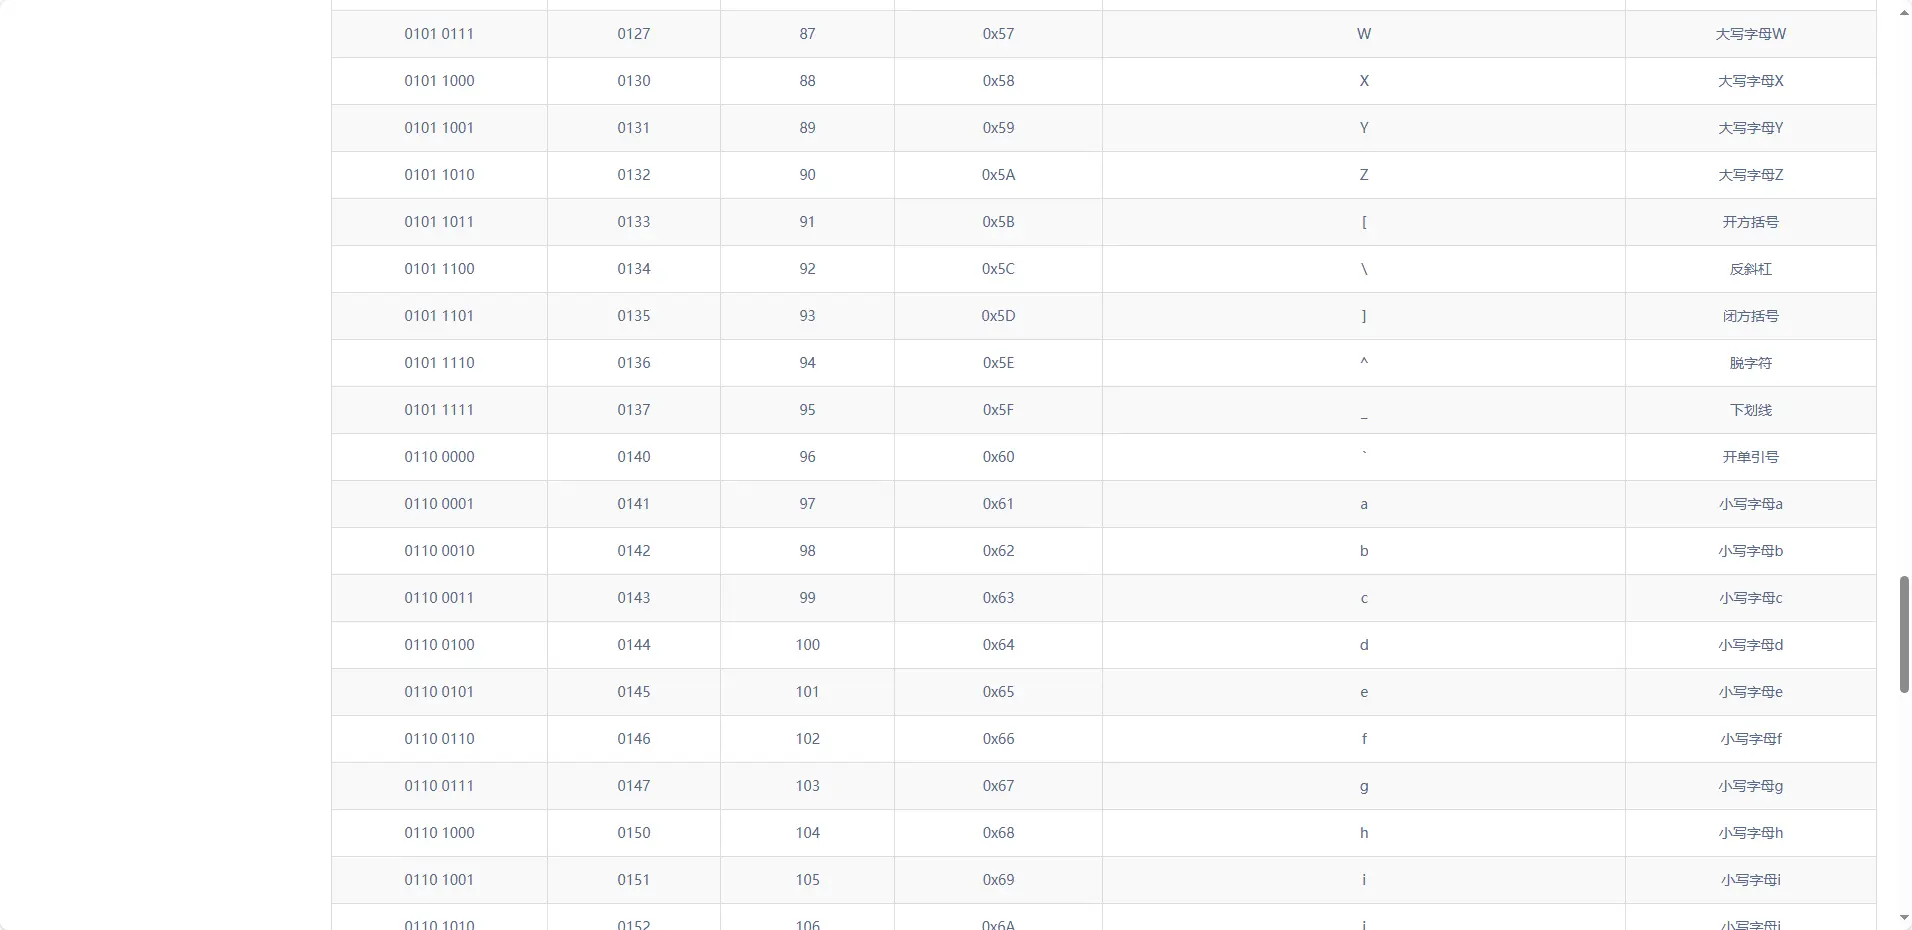 0101 0111 0127 87 0x57 W 大写字母W
0101 1000 0130 88 0x58 X 大写字母X
0101 1001 0131 89 0x59 Y 大写字母Y
0101 1010 0132 90 0x5A Z 大写字母Z
0101 1011 0133 91 0x5B [ 开方括号
0101 1100 0134 92 0x5C \ 反斜杠
0101 1101 0135 93 0x5D ] 闭方括号
0101 1110 0136 94 0x5E ^ 脱字符
0101 1111 0137 95 0x5F _ 下划线
0110 0000 0140 96 0x60 ` 开单引号
0110 0001 0141 97 0x61 a 小写字母a
0110 0010 0142 98 0x62 b 小写字母b
0110 0011 0143 99 0x63 c 小写字母c
0110 0100 0144 100 0x64 d 小写字母d
0110 0101 0145 101 0x65 e 小写字母e
0110 0110 0146 102 0x66 f 小写字母f
0110 0111 0147 103 0x67 g 小写字母g
0110 1000 0150 104 0x68 h 小写字母h
0110 1001 0151 105 0x69 i 小写字母i
0110 1010 0152 106 0x6A j 小写字母j